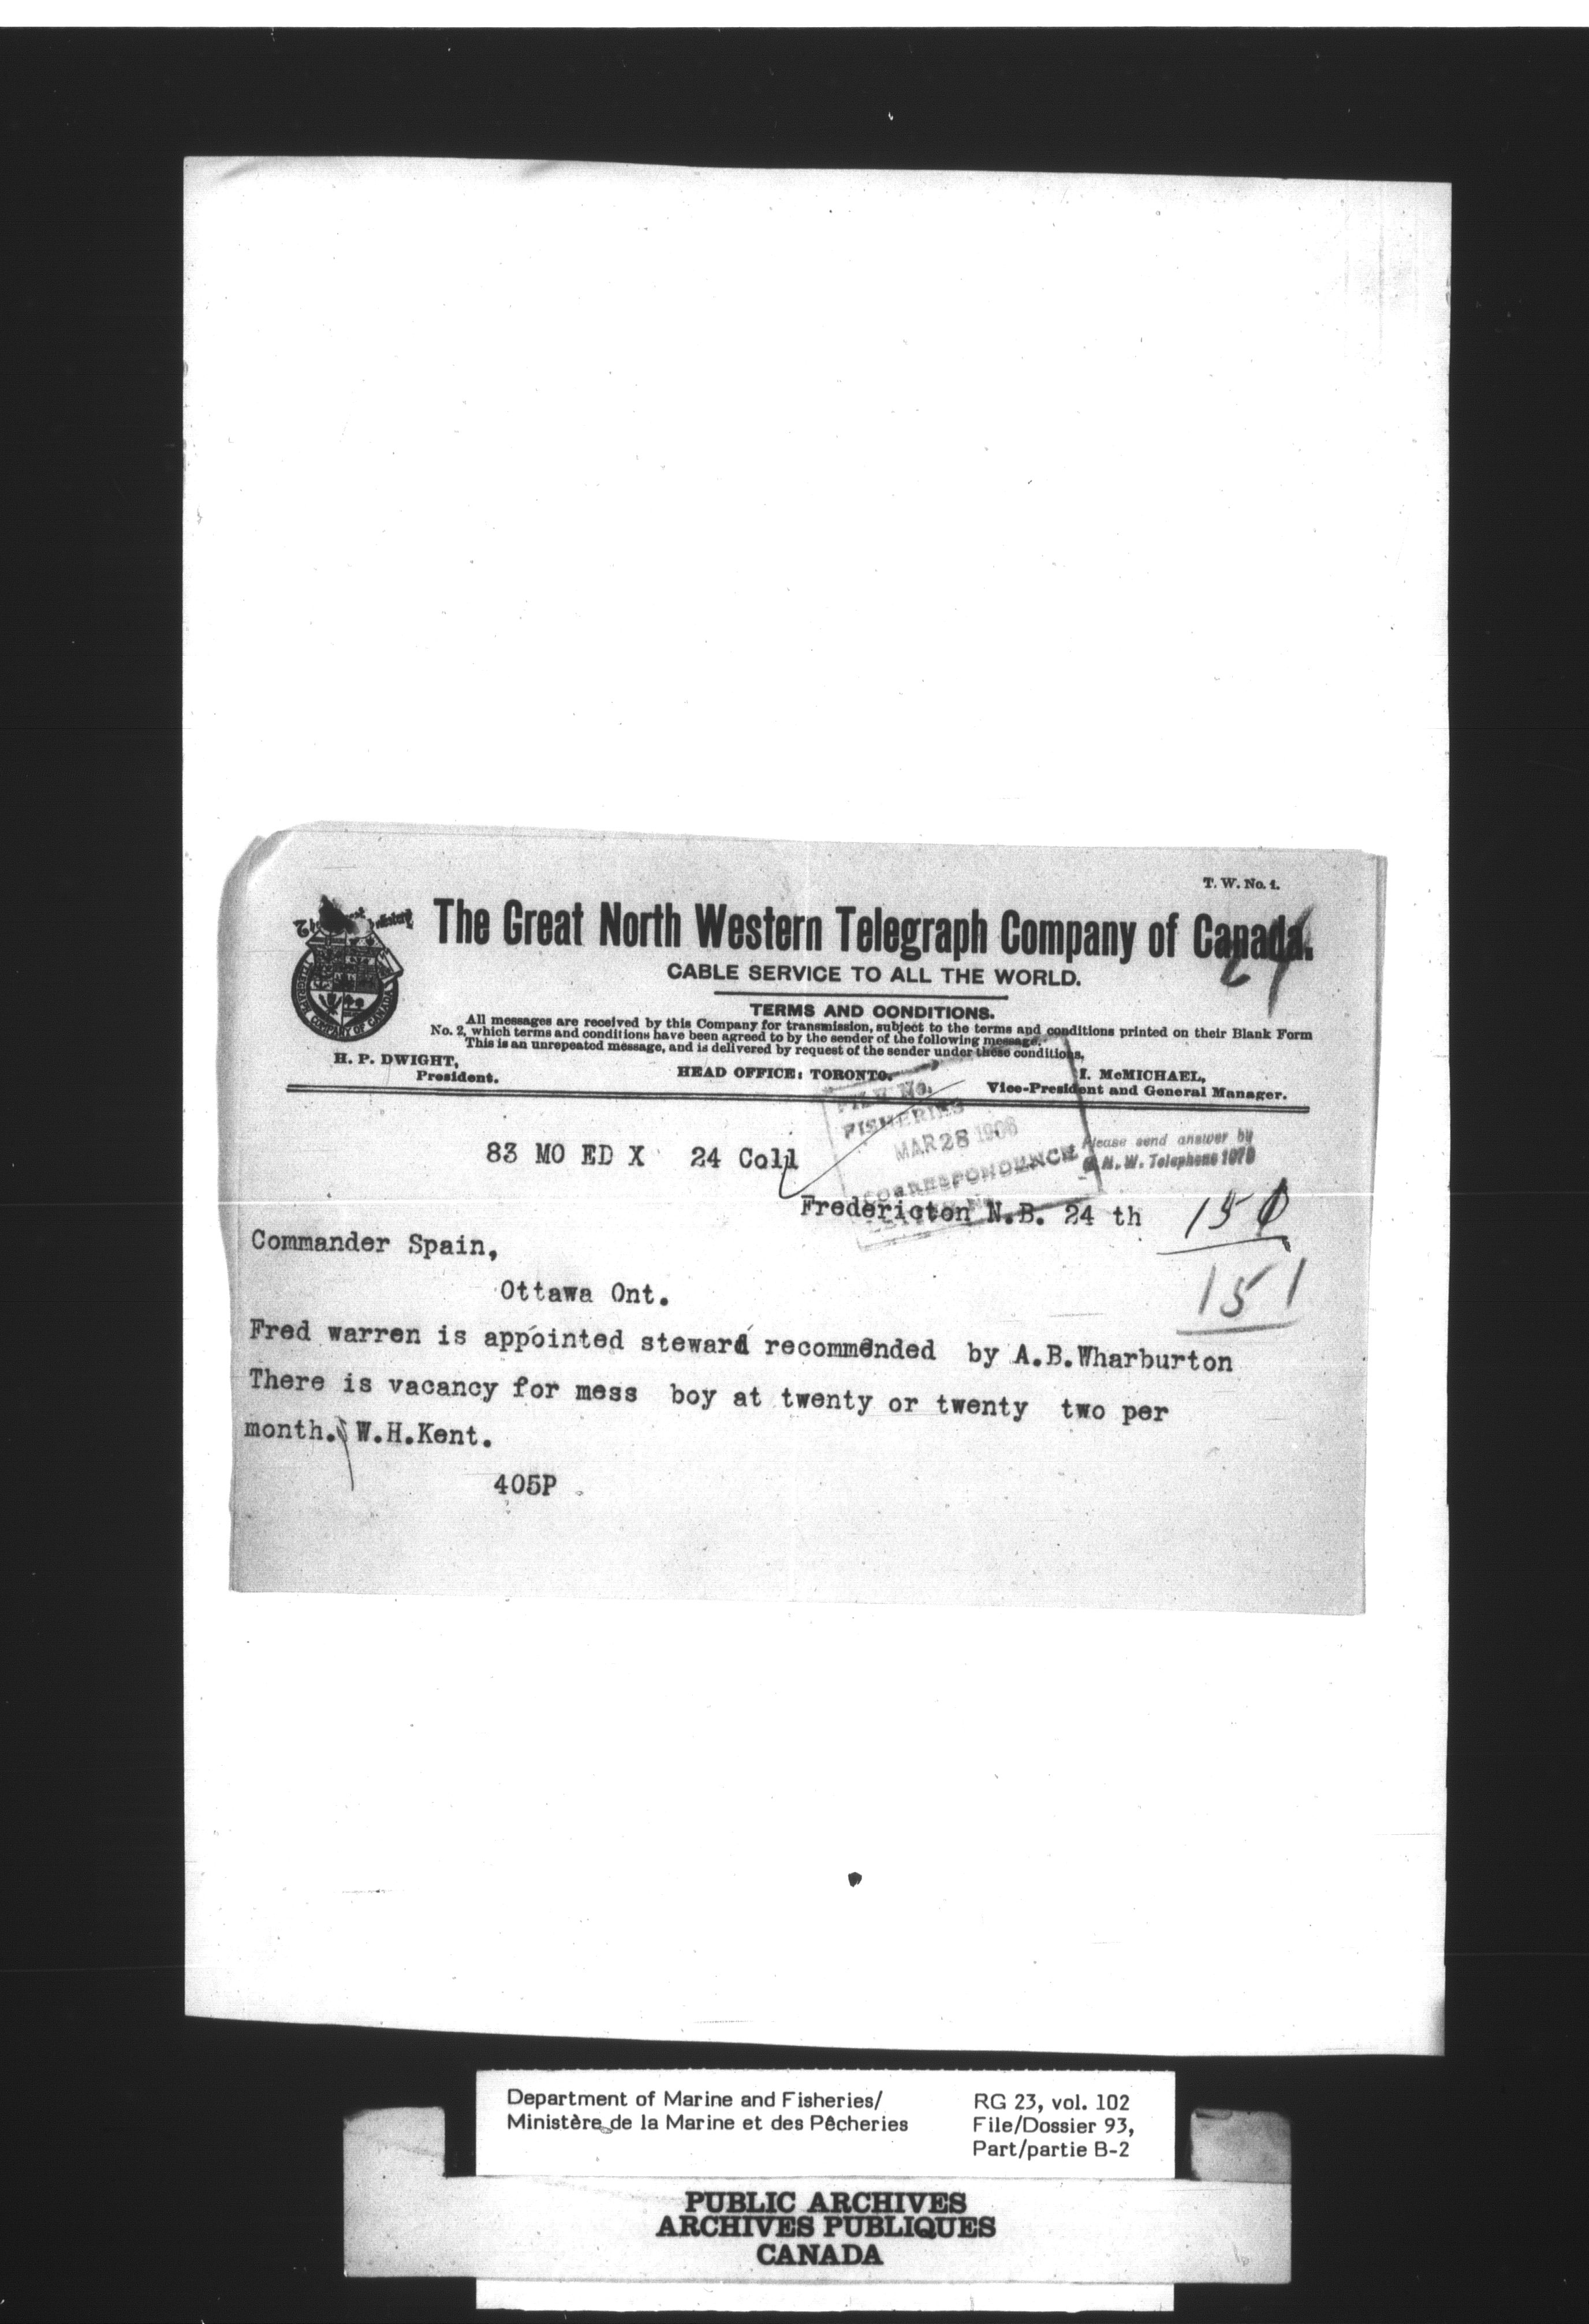 T. W. No. 1.
The Great North Western Telegraph Company of Canada.
CABLE SERVICE TO ALL THE WORLD.
TERMS AND CONDITIONS.
All messages are received by this Company for transmission, subject to the terms and conditions printed on their Blank Form
No. 2, which terms and conditions have been agreed to by the sender of the following message.
This is an unrepeated message, and is delivered by request of the sender under these conditions.
H. P. DWIGHT,
President.
HEAD OFFICE: TORONTO.
I. McMICHAEL,
Vice-President and General Manager.
FILE No.
FISHERIES
MAR 28 1906
CORRESPONDENCE
Please send answer by
G. N. W. Telephone 1070
83 MO ED X 24 Coll
Fredericton N.B. 24 th
150
Commander Spain,
151
Ottawa Ont.
Fred warren is appointed steward recommended by A.B.Wharburton
There is vacancy for mess boy at twenty or twenty two per
month. W.H.Kent.
405P
Department of Marine and Fisheries/
Ministère de la Marine et des Pêcheries
RG 23, vol. 102
File/Dossier 93,
Part/partie B-2
PUBLIC ARCHIVES
ARCHIVES PUBLIQUES
CANADA